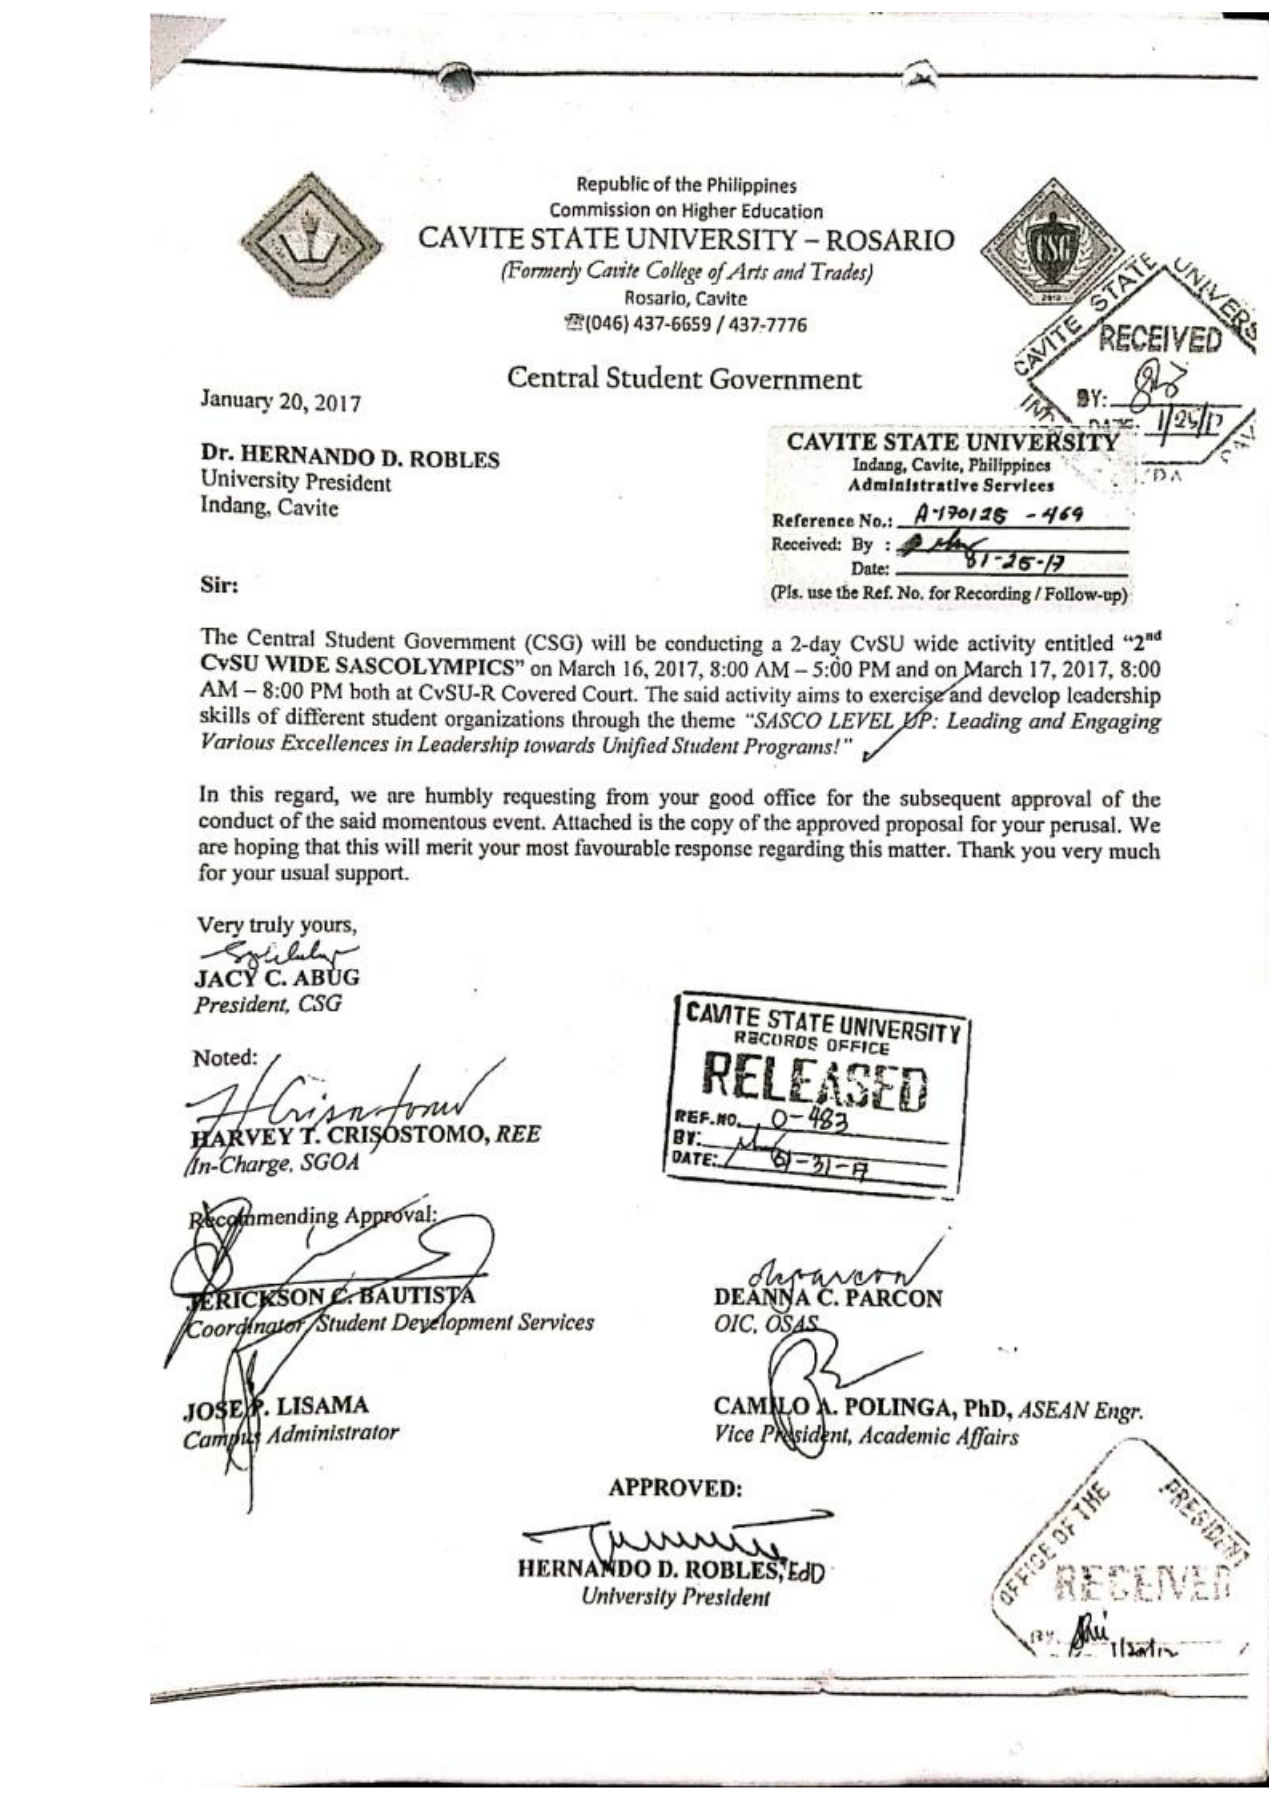 Republic of the Philippines
Commission on Higher Education
CAVITE STATE UNIVERSITY – ROSARIO
(Formerly Cavite College of Arts and Trades)
Rosario, Cavite
☎(046) 437-6659 / 437-7776
CSG
2012
CAVITE STATE UNIVERS
RECEIVED
BY:
DATE: 1/25/17
Central Student Government
January 20, 2017
Dr. HERNANDO D. ROBLES
University President
Indang, Cavite
CAVITE STATE UNIVERSITY
Indang, Cavite, Philippines
Administrative Services
Reference No.: A-170125 - 469
Received: By :
Date: 01-25-17
(Pls. use the Ref. No. for Recording / Follow-up)
Sir:
The Central Student Government (CSG) will be conducting a 2-day CvSU wide activity entitled “2nd
CvSU WIDE SASCOLYMPICS” on March 16, 2017, 8:00 AM – 5:00 PM and on March 17, 2017, 8:00
AM – 8:00 PM both at CvSU-R Covered Court. The said activity aims to exercise and develop leadership
skills of different student organizations through the theme “SASCO LEVEL UP: Leading and Engaging
Various Excellences in Leadership towards Unified Student Programs!”
In this regard, we are humbly requesting from your good office for the subsequent approval of the
conduct of the said momentous event. Attached is the copy of the approved proposal for your perusal. We
are hoping that this will merit your most favourable response regarding this matter. Thank you very much
for your usual support.
Very truly yours,
JACY C. ABUG
President, CSG
CAVITE STATE UNIVERSITY
RECORDS OFFICE
RELEASED
REF.NO. O-483
BY:
DATE: 01-31-17
Noted:
HCrisostomo
HARVEY T. CRISOSTOMO, REE
In-Charge, SGOA
Recommending Approval:
JERICKSON C. BAUTISTA
Coordinator, Student Development Services
dcparcon
DEANNA C. PARCON
OIC, OSAS
JOSE P. LISAMA
Campus Administrator
CAMILO A. POLINGA, PhD, ASEAN Engr.
Vice President, Academic Affairs
APPROVED:
HERNANDO D. ROBLES, EdD
University President
OFFICE OF THE PRESIDENT
RECEIVED
BY: